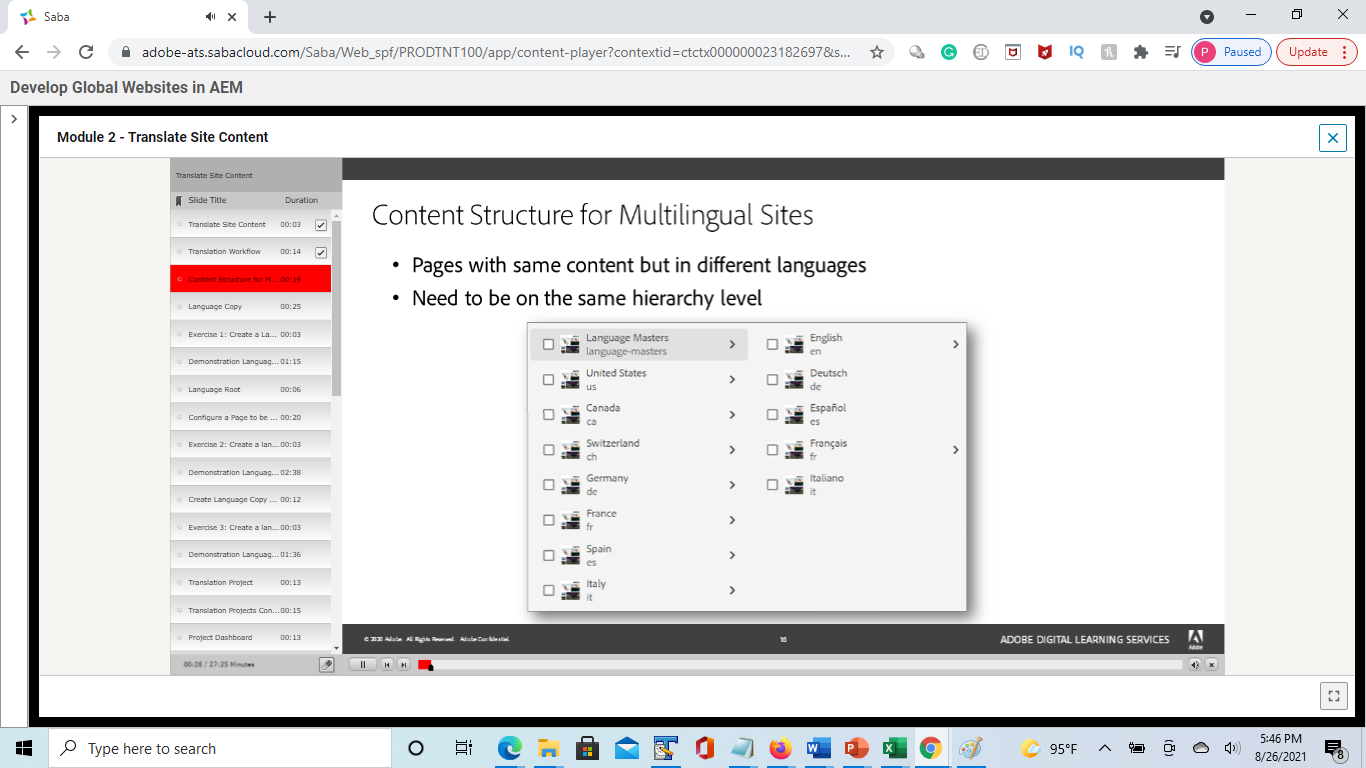 Saba
adobe-ats.sabacloud.com/Saba/Web_spf/PRODTNT100/app/content-player?contextid=ctctx000000023182697&s...
IQ
P Paused
Update
Develop Global Websites in AEM
Module 2 - Translate Site Content
Translate Site Content
Slide Title Duration
Translate Site Content 00:03
Translation Workflow 00:14
Content Structure for M... 00:19
Language Copy 00:25
Exercise 1: Create a La... 00:03
Demonstration Languag... 01:15
Language Root 00:06
Configure a Page to be ... 00:20
Exercise 2: Create a lan... 00:03
Demonstration Languag... 02:38
Create Language Copy ... 00:12
Exercise 3: Create a lan... 00:03
Demonstration Languag... 01:36
Translation Project 00:13
Translation Projects Con... 00:15
Project Dashboard 00:13
00:28 / 27:25 Minutes
Content Structure for Multilingual Sites
• Pages with same content but in different languages
• Need to be on the same hierarchy level
Language Masters
language-masters
United States
us
Canada
ca
Switzerland
ch
Germany
de
France
fr
Spain
es
Italy
it
English
en
Deutsch
de
Español
es
Français
fr
Italiano
it
© 2020 Adobe. All Rights Reserved. Adobe Confidential.
16
ADOBE DIGITAL LEARNING SERVICES
Adobe
Type here to search
95°F
5:46 PM
8/26/2021
8